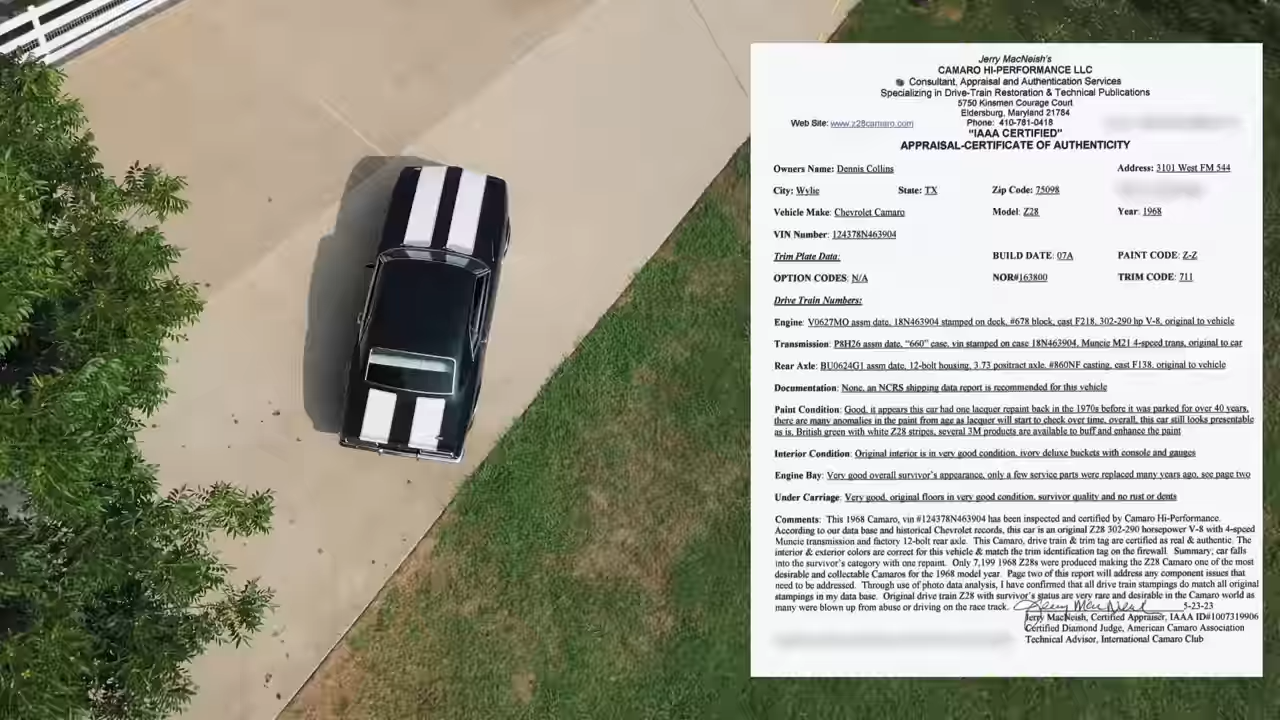 Jerry MacNeish's
CAMARO HI-PERFORMANCE LLC
Consultant, Appraisal and Authentication Services
Specializing in Drive-Train Restoration & Technical Publications
5750 Kinsmen Courage Court
Eldersburg, Maryland 21784
Web Site: www.z28camaro.com Phone: 410-781-0418
"IAAA CERTIFIED"
APPRAISAL-CERTIFICATE OF AUTHENTICITY
Owners Name: Dennis Collins Address: 3101 West FM 544
City: Wylie State: TX Zip Code: 75098
Vehicle Make: Chevrolet Camaro Model: Z28 Year: 1968
VIN Number: 124378N463904
Trim Plate Data: BUILD DATE: 07A PAINT CODE: Z-Z
OPTION CODES: N/A NOR#163800 TRIM CODE: 711
Drive Train Numbers:
Engine: V0627MO assm date, 18N463904 stamped on deck, #678 block, cast F218, 302-290 hp V-8, original to vehicle
Transmission: P8H26 assm date, "660" case, vin stamped on case 18N463904, Muncie M21 4-speed trans, original to car
Rear Axle: BU0624G1 assm date, 12-bolt housing, 3.73 positract axle, #860NF casting, cast F138, original to vehicle
Documentation: None, an NCRS shipping data report is recommended for this vehicle
Paint Condition: Good, it appears this car had one lacquer repaint back in the 1970s before it was parked for over 40 years,
there are many anomalies in the paint from age as lacquer will start to check over time, overall, this car still looks presentable
as is, British green with white Z28 stripes, several 3M products are available to buff and enhance the paint
Interior Condition: Original interior is in very good condition, ivory deluxe buckets with console and gauges
Engine Bay: Very good overall survivor's appearance, only a few service parts were replaced many years ago, see page two
Under Carriage: Very good, original floors in very good condition, survivor quality and no rust or dents
Comments: This 1968 Camaro, vin #124378N463904 has been inspected and certified by Camaro Hi-Performance.
According to our data base and historical Chevrolet records, this car is an original Z28 302-290 horsepower V-8 with 4-speed
Muncie transmission and factory 12-bolt rear axle. This Camaro, drive train & trim tag are certified as real & authentic. The
interior & exterior colors are correct for this vehicle & match the trim identification tag on the firewall. Summary; car falls
into the survivor's category with one repaint. Only 7,199 1968 Z28s were produced making the Z28 Camaro one of the most
desirable and collectable Camaros for the 1968 model year. Page two of this report will address any component issues that
need to be addressed. Through use of photo data analysis, I have confirmed that all drive train stampings do match all original
stampings in my data base. Original drive train Z28 with survivor's status are very rare and desirable in the Camaro world as
many were blown up from abuse or driving on the race track. Jerry MacNeish 5-23-23
Jerry MacNeish, Certified Appraiser, IAAA ID#1007319906
Certified Diamond Judge, American Camaro Association
Technical Advisor, International Camaro Club